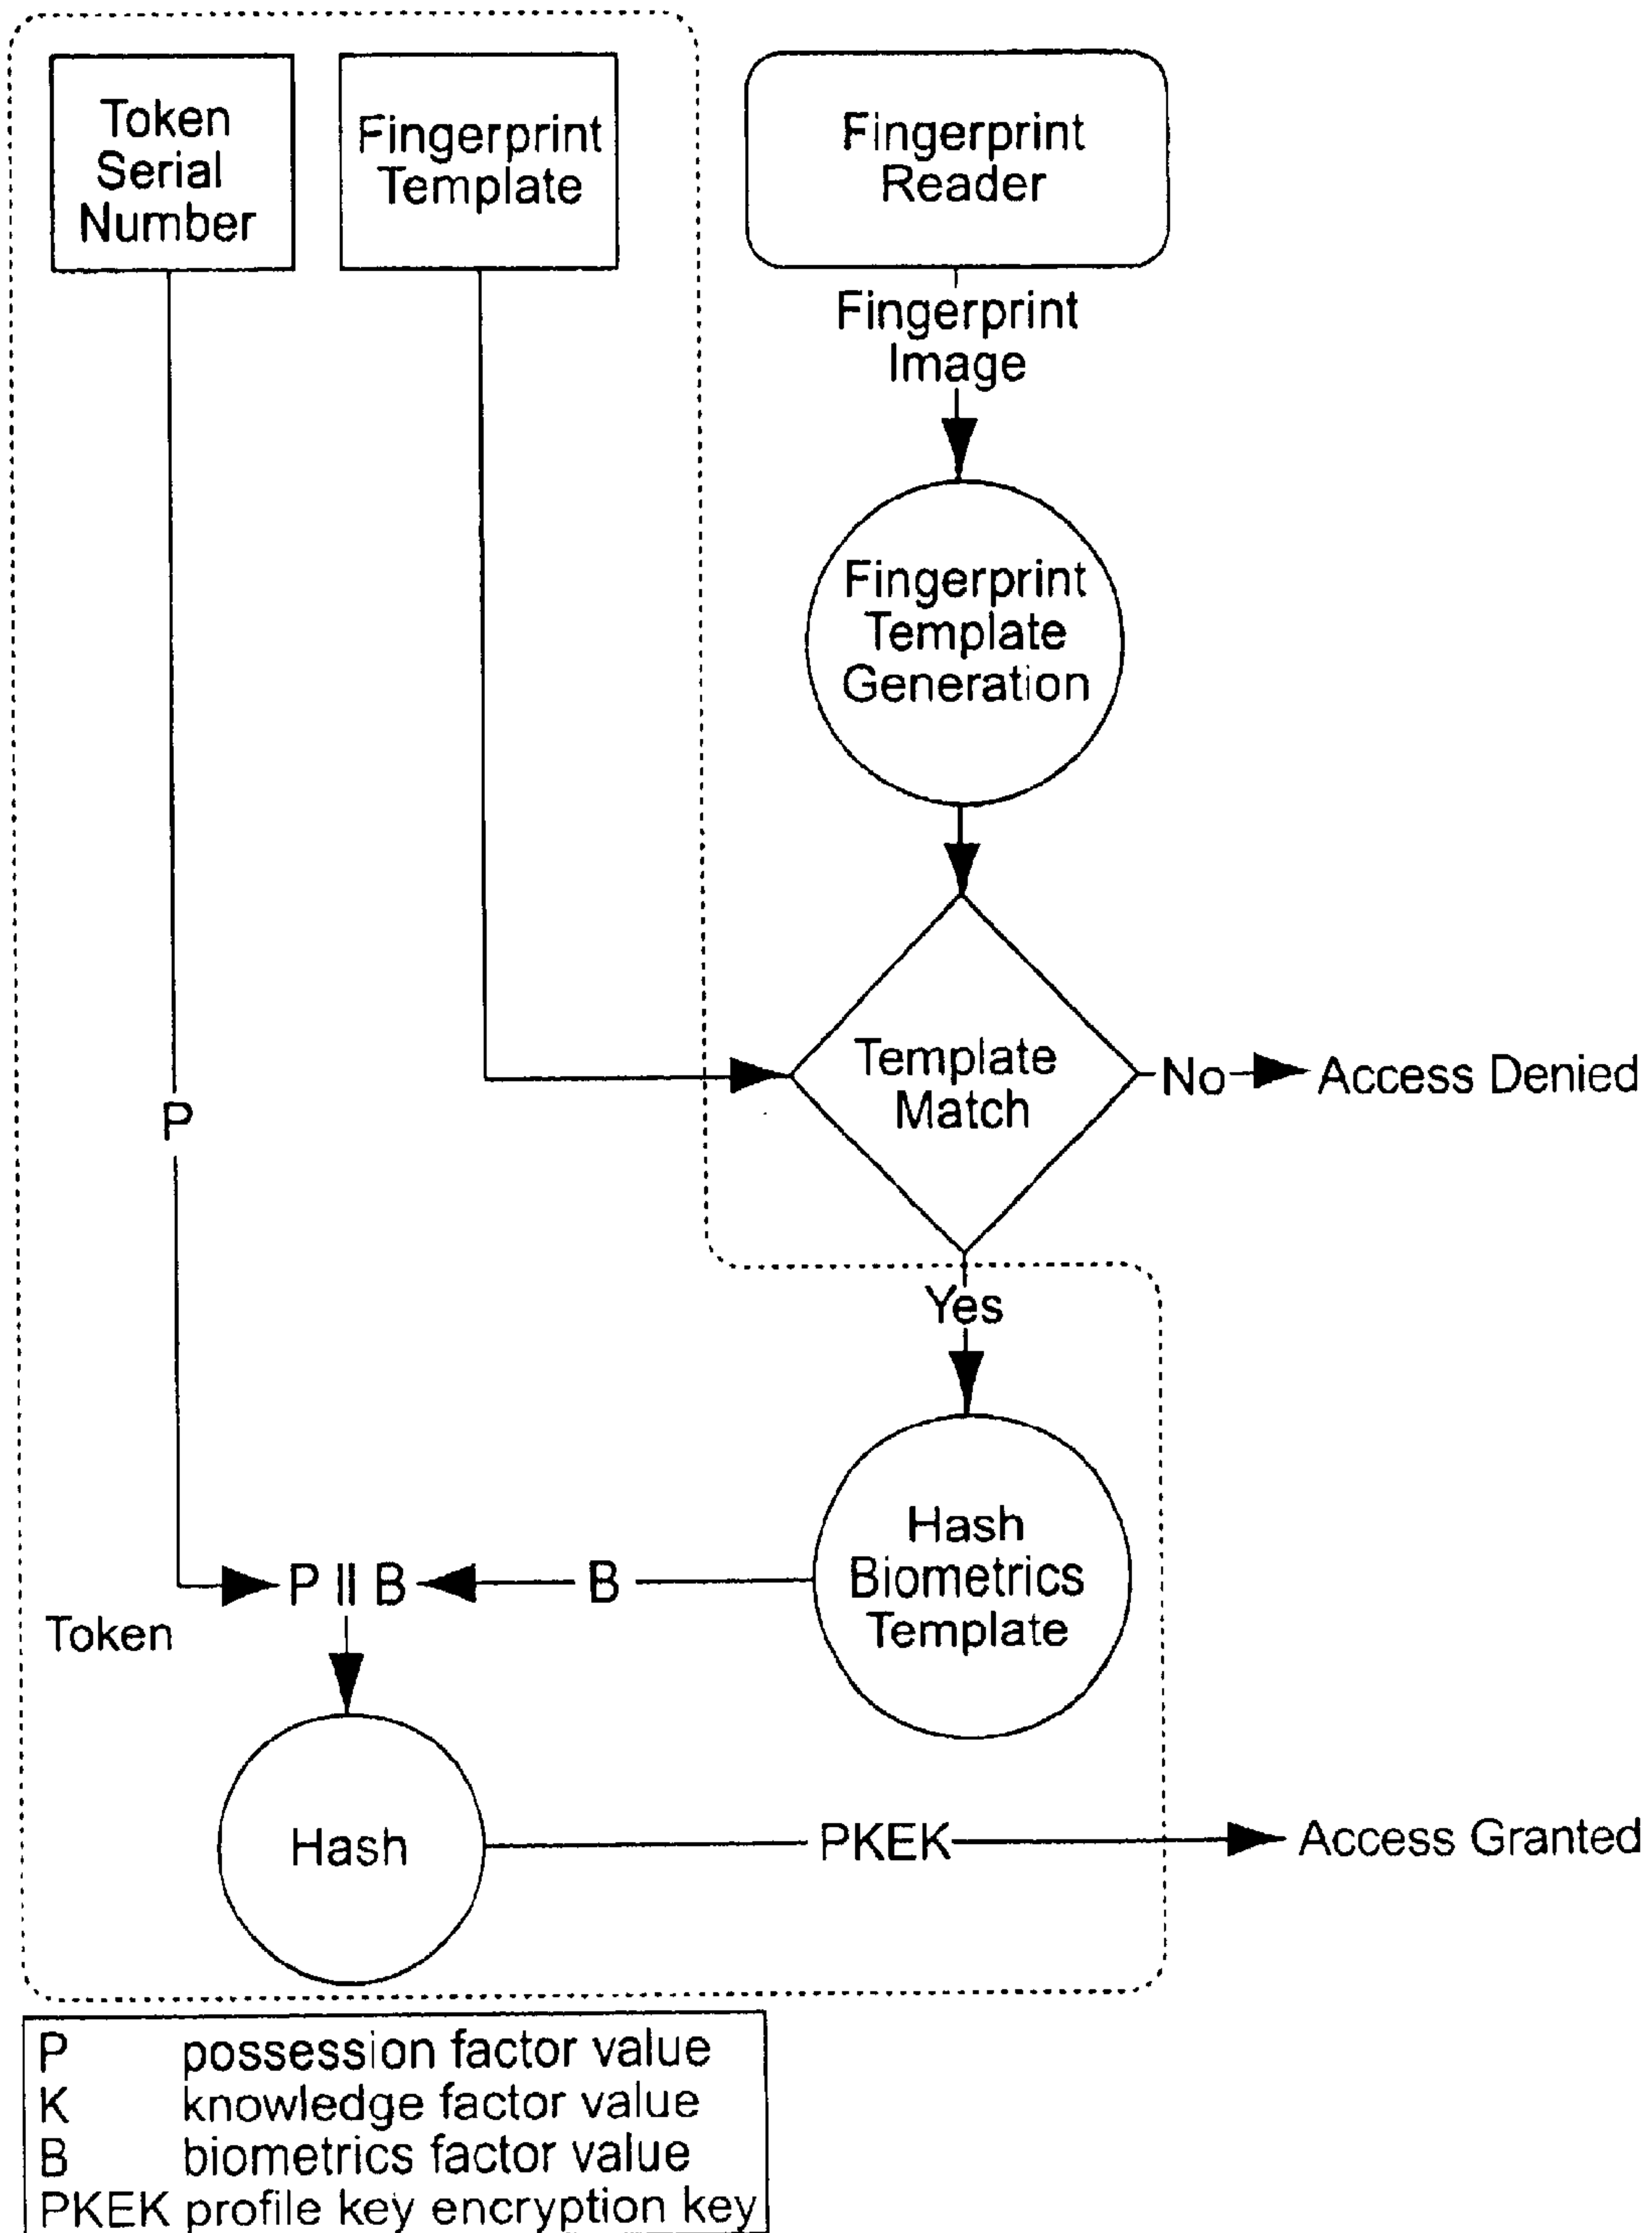 Token
Serial
Number
Fingerprint
Template
Fingerprint
Reader
Fingerprint
Image
Fingerprint
Template
Generation
Template
Match
No
Access Denied
P
Yes
Hash
Biometrics
Template
P || B
B
Token
Hash
PKEK
Access Granted
P possession factor value
K knowledge factor value
B biometrics factor value
PKEK profile key encryption key